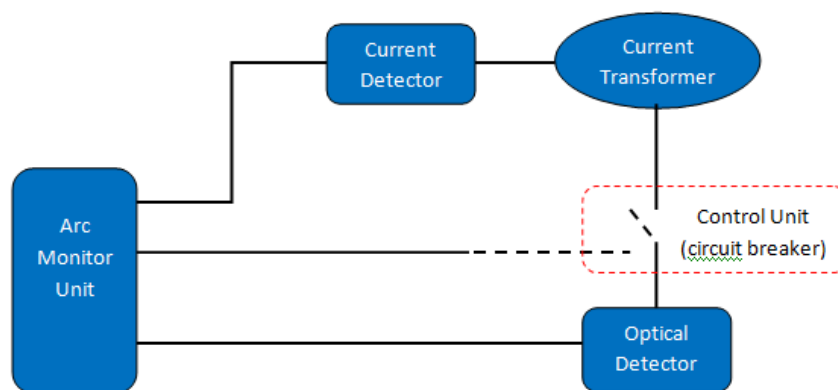 Current
Detector
Current
Transformer
Arc
Monitor
Unit
Control Unit
(circuit breaker)
Optical
Detector